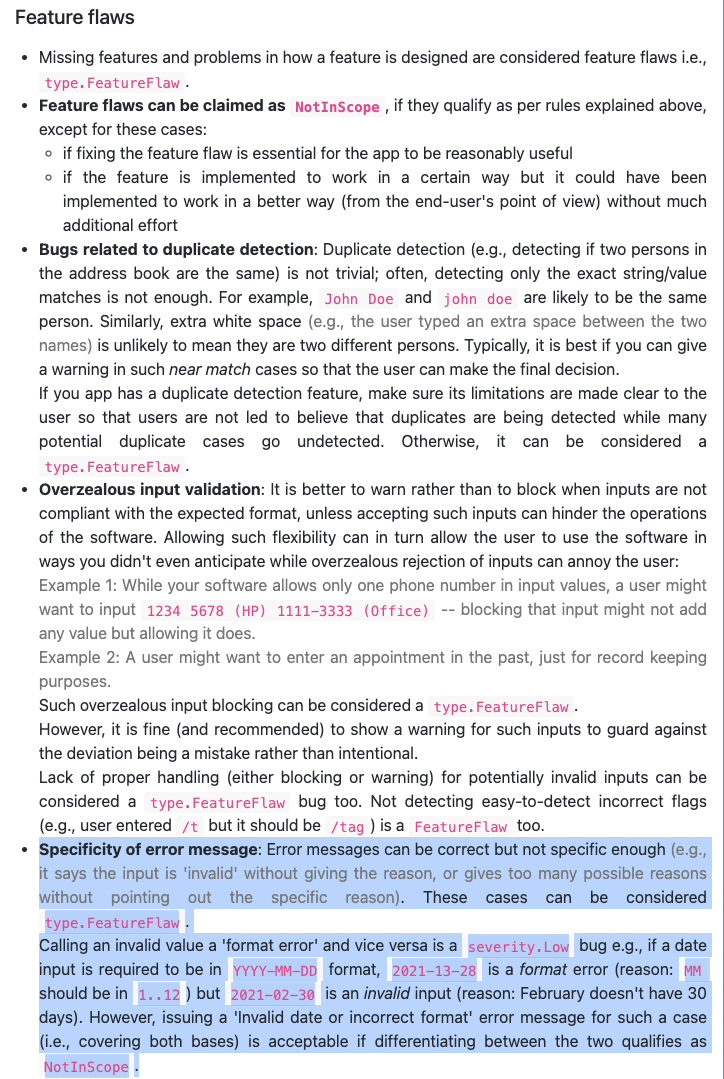 Feature flaws
Missing features and problems in how a feature is designed are considered feature flaws i.e.,
type.FeatureFlaw .
Feature flaws can be claimed as NotInScope , if they qualify as per rules explained above,
except for these cases:
if fixing the feature flaw is essential for the app to be reasonably useful
if the feature is implemented to work in a certain way but it could have been
implemented to work in a better way (from the end-user's point of view) without much
additional effort
Bugs related to duplicate detection: Duplicate detection (e.g., detecting if two persons in
the address book are the same) is not trivial; often, detecting only the exact string/value
matches is not enough. For example, John Doe and john doe are likely to be the same
person. Similarly, extra white space (e.g., the user typed an extra space between the two
names) is unlikely to mean they are two different persons. Typically, it is best if you can give
a warning in such near match cases so that the user can make the final decision.
If you app has a duplicate detection feature, make sure its limitations are made clear to the
user so that users are not led to believe that duplicates are being detected while many
potential duplicate cases go undetected. Otherwise, it can be considered a
type.FeatureFlaw .
Overzealous input validation: It is better to warn rather than to block when inputs are not
compliant with the expected format, unless accepting such inputs can hinder the operations
of the software. Allowing such flexibility can in turn allow the user to use the software in
ways you didn't even anticipate while overzealous rejection of inputs can annoy the user:
Example 1: While your software allows only one phone number in input values, a user might
want to input 1234 5678 (HP) 1111-3333 (Office) -- blocking that input might not add
any value but allowing it does.
Example 2: A user might want to enter an appointment in the past, just for record keeping
purposes.
Such overzealous input blocking can be considered a type.FeatureFlaw .
However, it is fine (and recommended) to show a warning for such inputs to guard against
the deviation being a mistake rather than intentional.
Lack of proper handling (either blocking or warning) for potentially invalid inputs can be
considered a type.FeatureFlaw bug too. Not detecting easy-to-detect incorrect flags
(e.g., user entered /t but it should be /tag ) is a FeatureFlaw too.
Specificity of error message: Error messages can be correct but not specific enough (e.g.,
it says the input is 'invalid' without giving the reason, or gives too many possible reasons
without pointing out the specific reason). These cases can be considered
type.FeatureFlaw .
Calling an invalid value a 'format error' and vice versa is a severity.Low bug e.g., if a date
input is required to be in YYYY-MM-DD format, 2021-13-28 is a format error (reason: MM
should be in 1..12 ) but 2021-02-30 is an invalid input (reason: February doesn't have 30
days). However, issuing a 'Invalid date or incorrect format' error message for such a case
(i.e., covering both bases) is acceptable if differentiating between the two qualifies as
NotInScope .